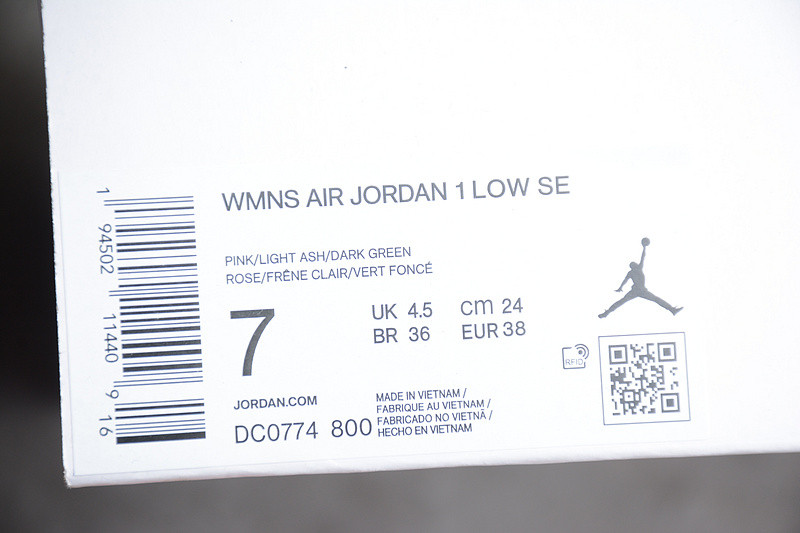 WMNS AIR JORDAN 1 LOW SE
PINK/LIGHT ASH/DARK GREEN
ROSE/FRÊNE CLAIR/VERT FONCÉ
7
UK 4.5 cm 24
BR 36 EUR 38
RFID
JORDAN.COM
DC0774 800
MADE IN VIETNAM /
FABRIQUE AU VIETNAM /
FABRICADO NO VIETNÃ /
HECHO EN VIETNAM
1 94502 11440 9 16